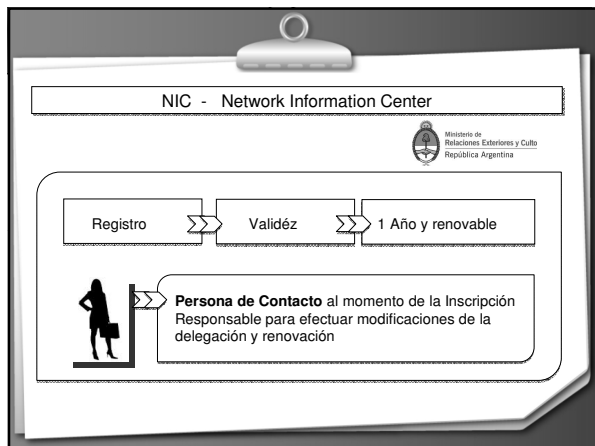 NIC - Network Information Center
Ministerio de
Relaciones Exteriores y Culto
República Argentina
Registro
Validéz
1 Año y renovable
Persona de Contacto al momento de la Inscripción
Responsable para efectuar modificaciones de la
delegación y renovación